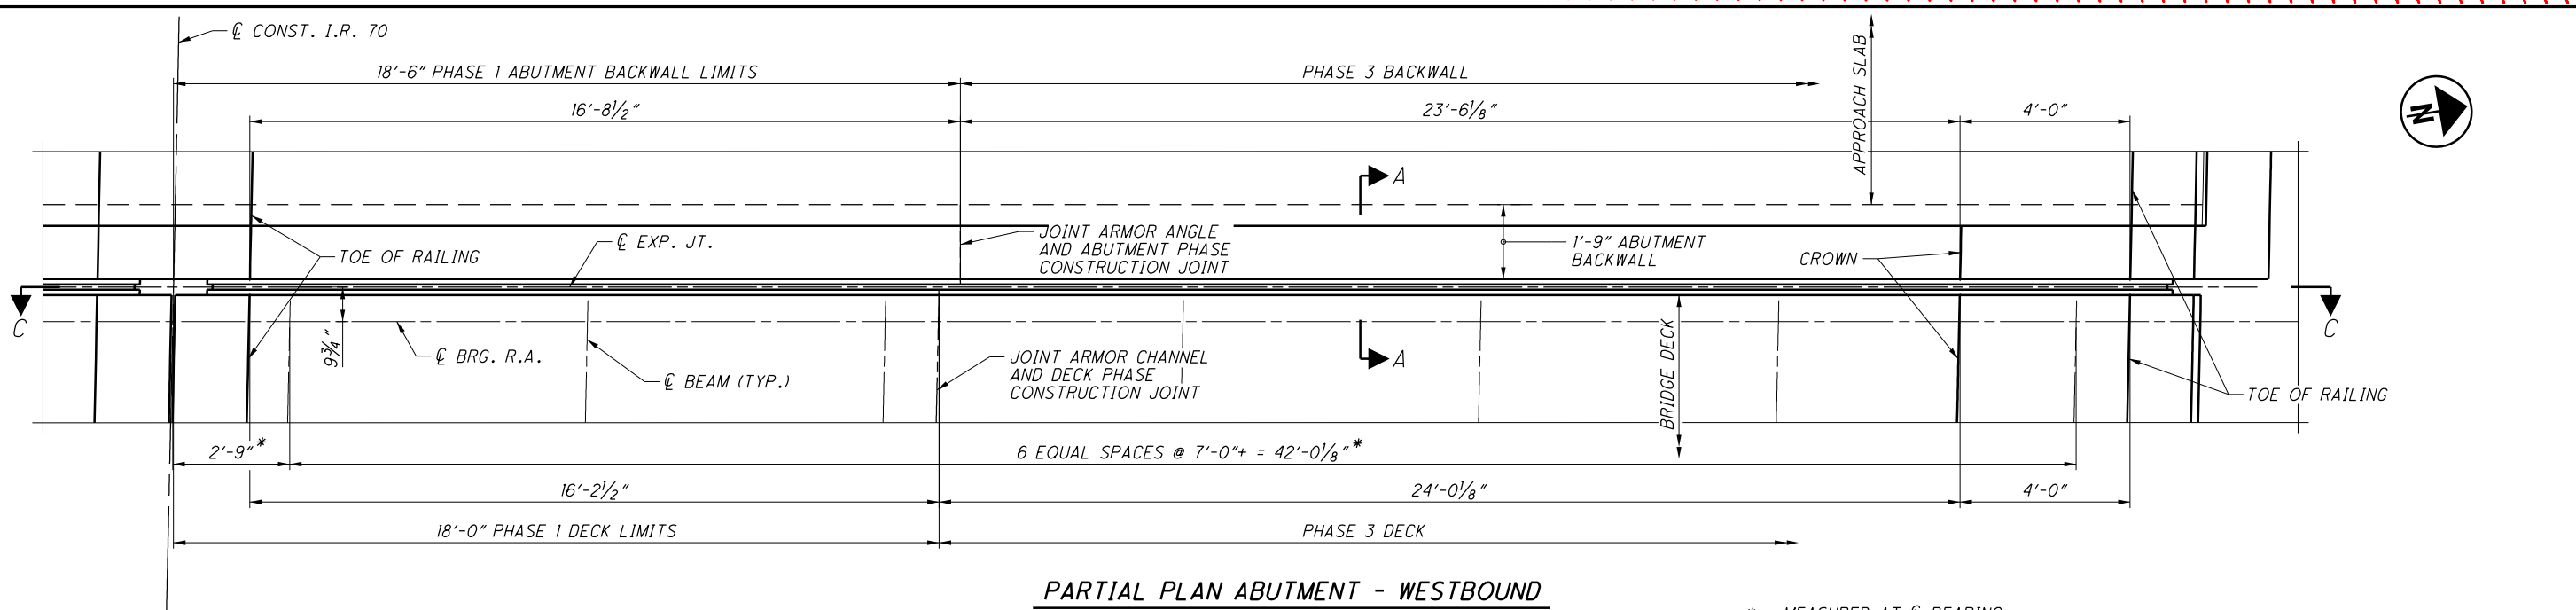 ℄ CONST. I.R. 70
18'-6" PHASE 1 ABUTMENT BACKWALL LIMITS
PHASE 3 BACKWALL
16'-8½"
23'-6⅛"
4'-0"
APPROACH SLAB
N
A
JOINT ARMOR ANGLE
AND ABUTMENT PHASE
CONSTRUCTION JOINT
1'-9" ABUTMENT
BACKWALL
CROWN
TOE OF RAILING
℄ EXP. JT.
C
C
9¾"
℄ BRG. R.A.
℄ BEAM (TYP.)
JOINT ARMOR CHANNEL
AND DECK PHASE
CONSTRUCTION JOINT
A
BRIDGE DECK
TOE OF RAILING
2'-9"*
6 EQUAL SPACES @ 7'-0"+ = 42'-0⅛"*
16'-2½"
24'-0⅛"
4'-0"
18'-0" PHASE 1 DECK LIMITS
PHASE 3 DECK
PARTIAL PLAN ABUTMENT - WESTBOUND
* MEASURED AT ℄ BEARING